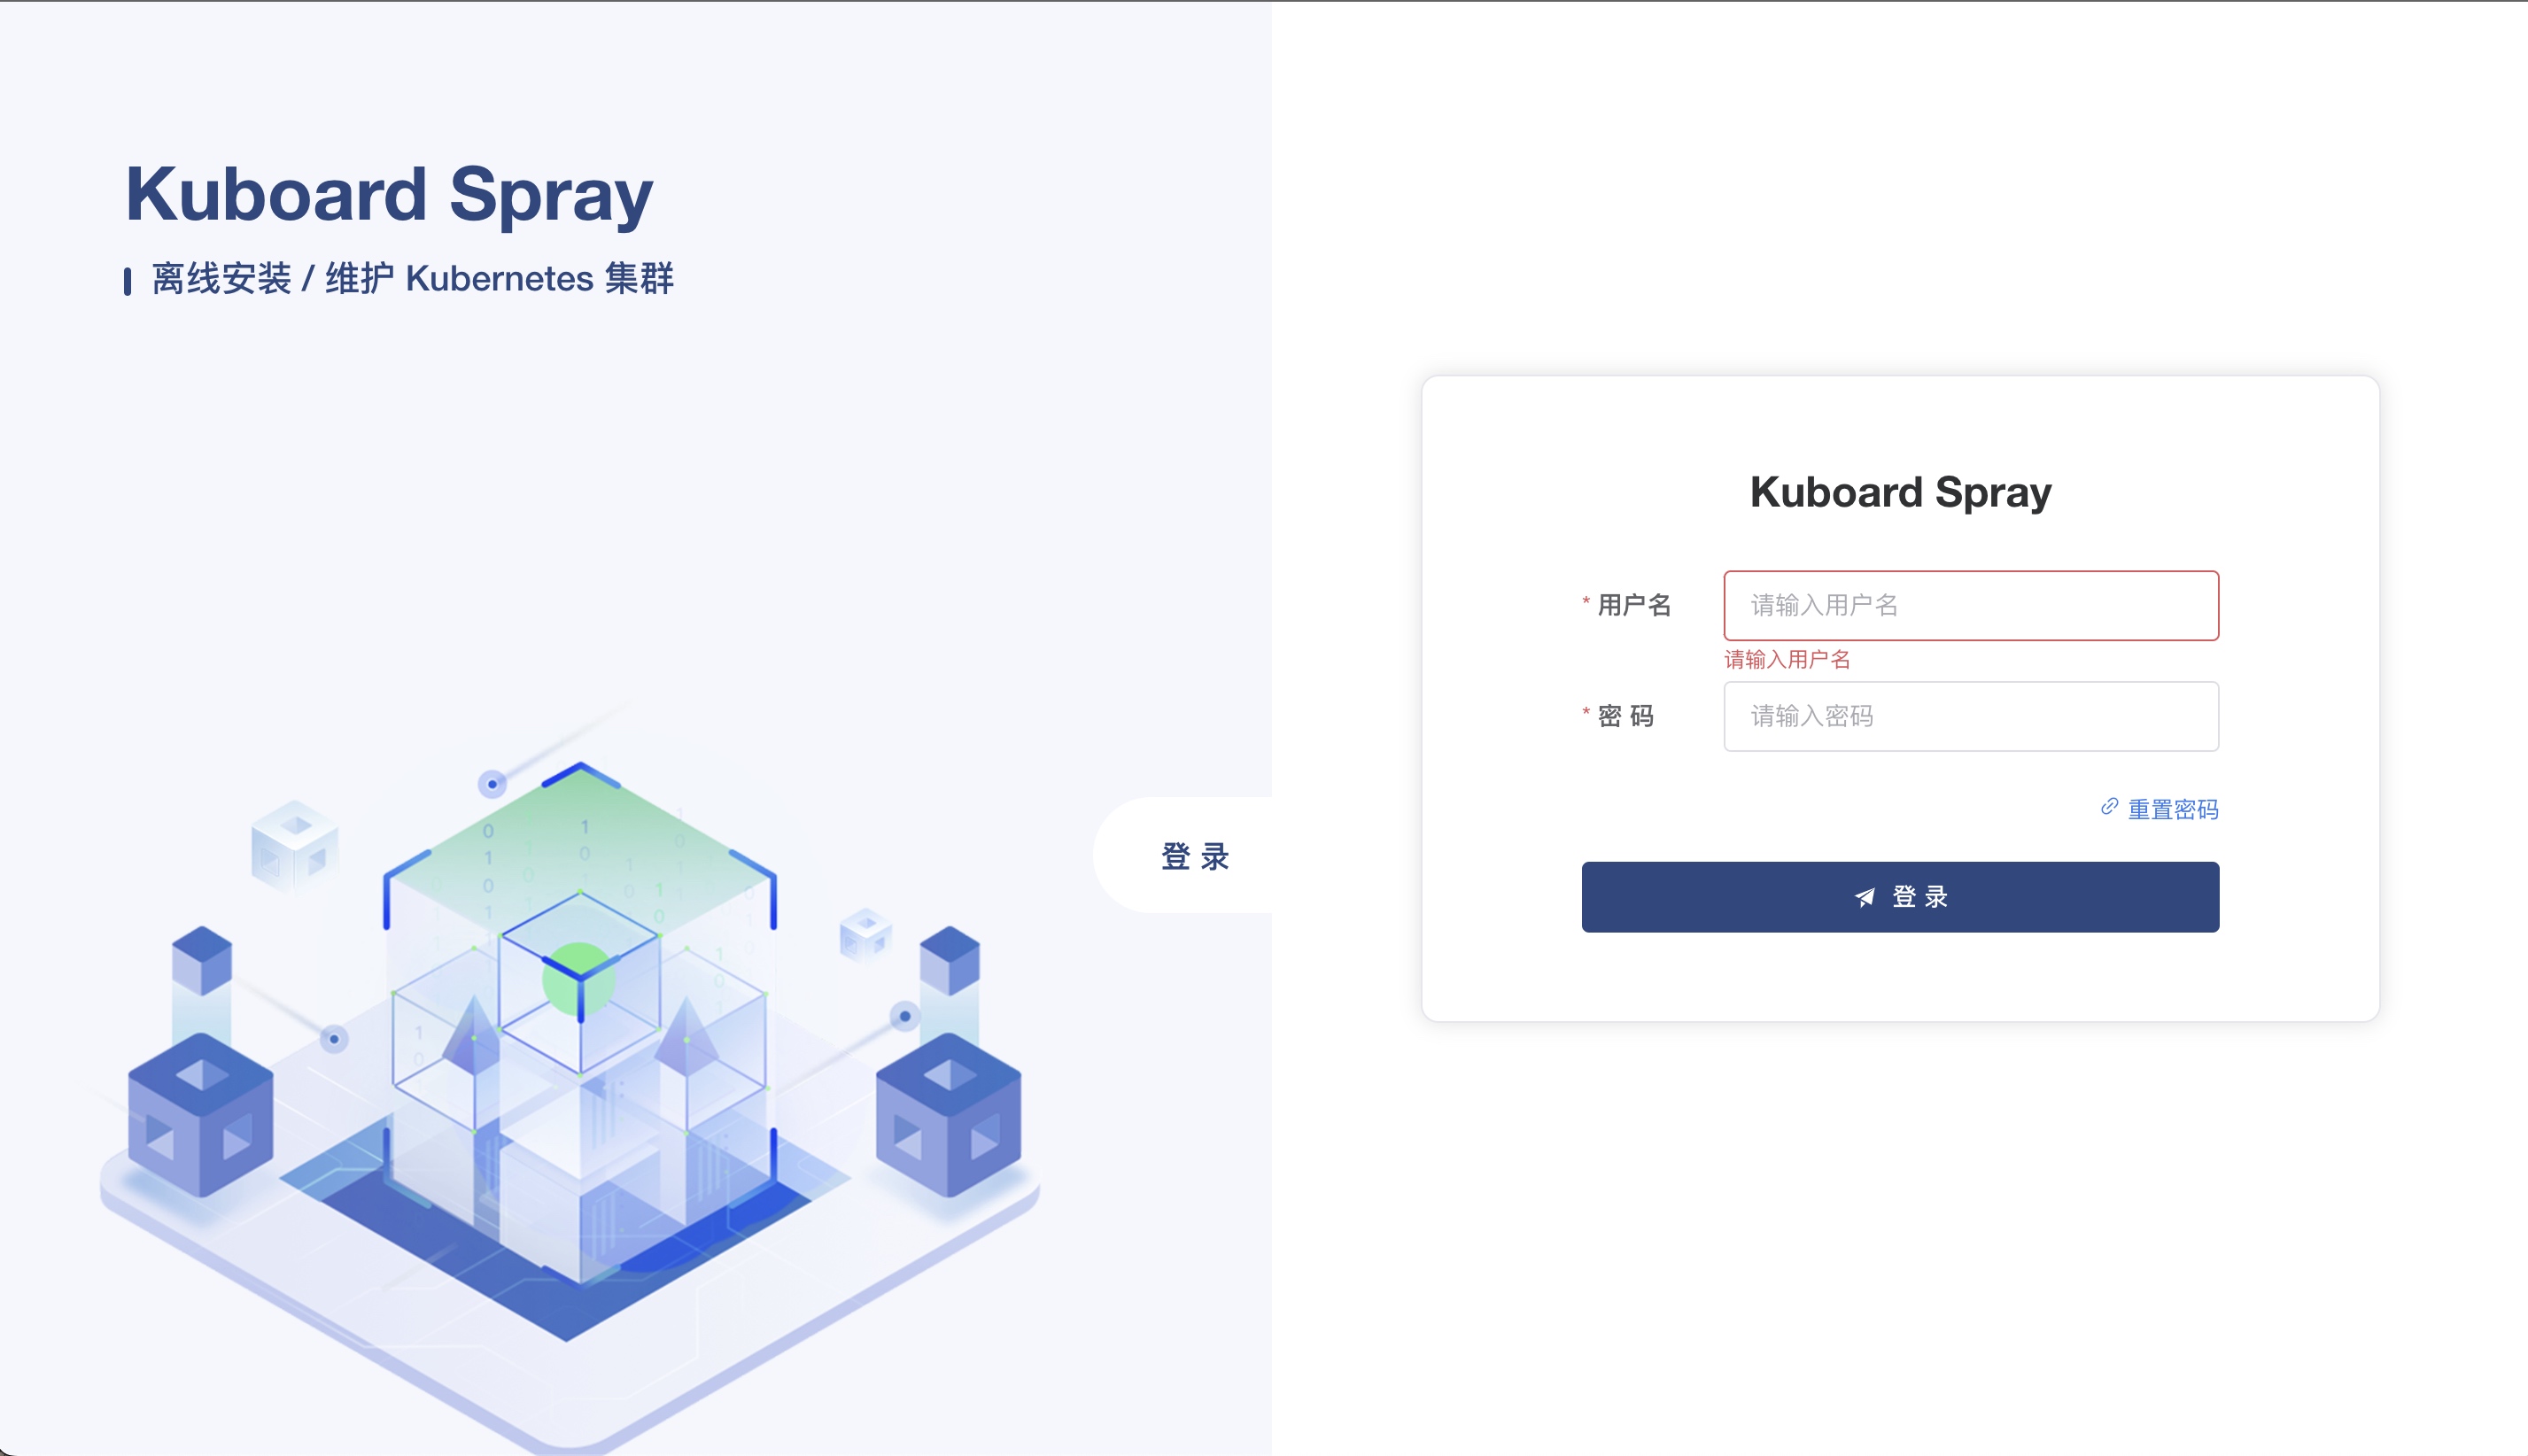 Kuboard Spray
离线安装 / 维护 Kubernetes 集群
登 录
Kuboard Spray
* 用户名
请输入用户名
请输入用户名
* 密 码
请输入密码
重置密码
登 录